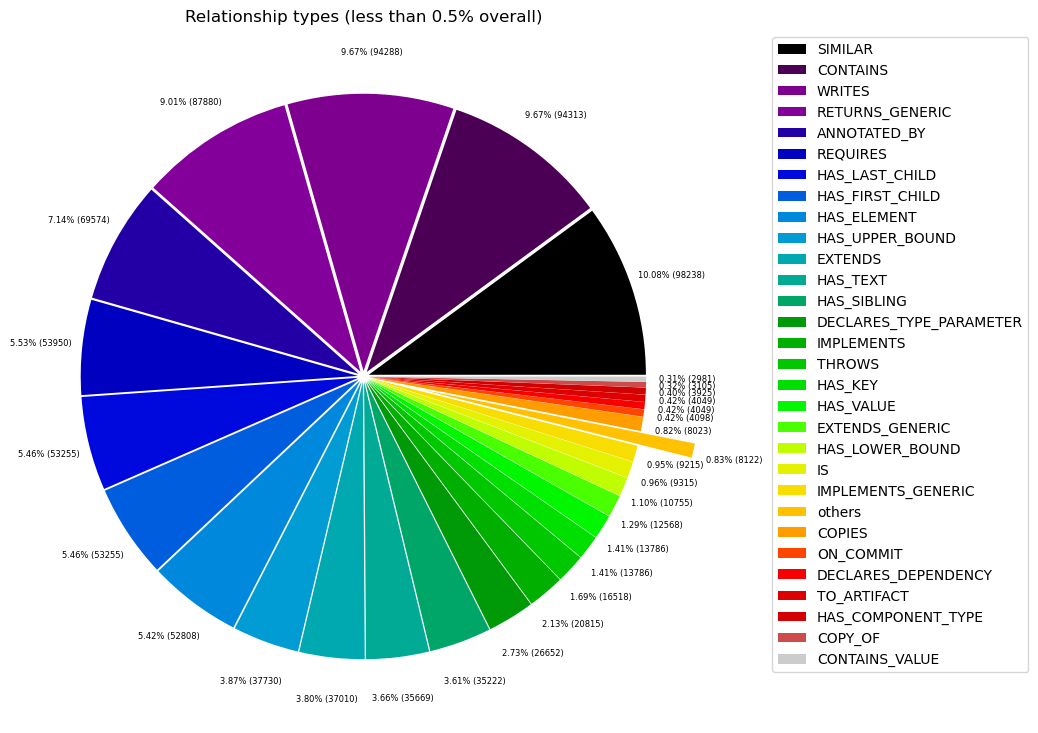 Relationship types (less than 0.5% overall)
10.08% (98238)
9.67% (94313)
9.67% (94288)
9.01% (87880)
7.14% (69574)
5.53% (53950)
5.46% (53255)
5.46% (53255)
5.42% (52808)
3.87% (37730)
3.80% (37010)
3.66% (35669)
3.61% (35222)
2.73% (26652)
2.13% (20815)
1.69% (16518)
1.41% (13786)
1.41% (13786)
1.29% (12568)
1.10% (10755)
0.96% (9315)
0.95% (9215)
0.83% (8122)
0.82% (8023)
0.42% (4098)
0.42% (4049)
0.42% (4049)
0.40% (3925)
0.32% (3105)
0.31% (2981)
SIMILAR
CONTAINS
WRITES
RETURNS_GENERIC
ANNOTATED_BY
REQUIRES
HAS_LAST_CHILD
HAS_FIRST_CHILD
HAS_ELEMENT
HAS_UPPER_BOUND
EXTENDS
HAS_TEXT
HAS_SIBLING
DECLARES_TYPE_PARAMETER
IMPLEMENTS
THROWS
HAS_KEY
HAS_VALUE
EXTENDS_GENERIC
HAS_LOWER_BOUND
IS
IMPLEMENTS_GENERIC
others
COPIES
ON_COMMIT
DECLARES_DEPENDENCY
TO_ARTIFACT
HAS_COMPONENT_TYPE
COPY_OF
CONTAINS_VALUE